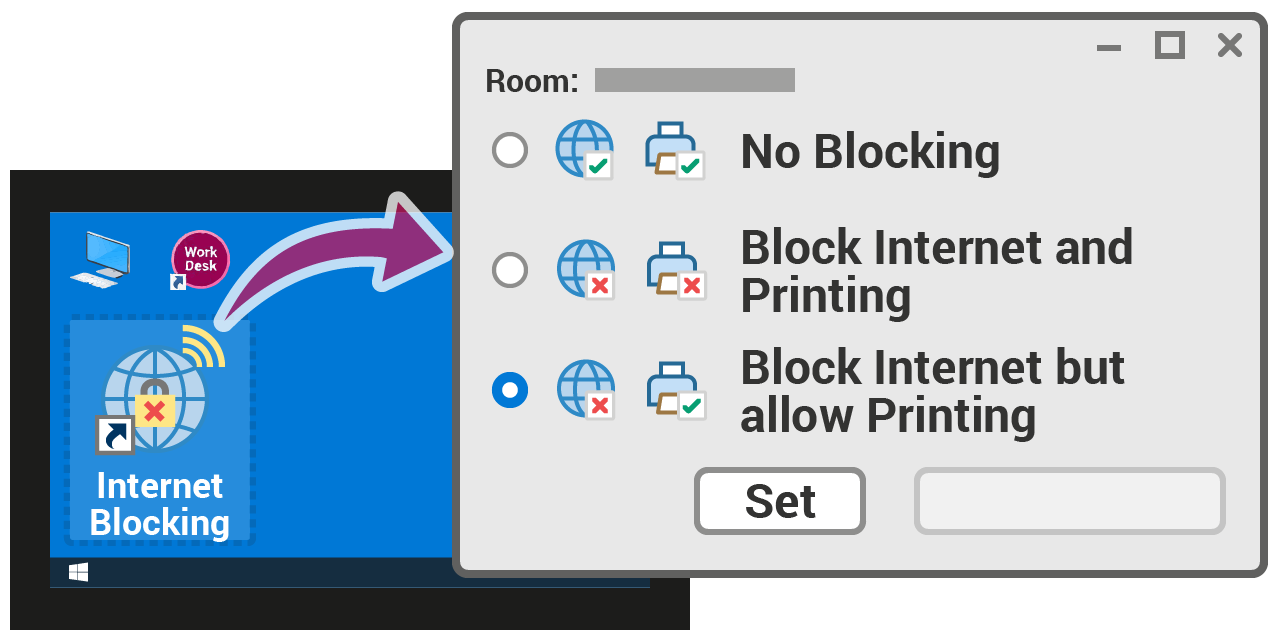 Room:
No Blocking
Block Internet and
Printing
Block Internet but
allow Printing
Set
Work
Desk
Internet
Blocking